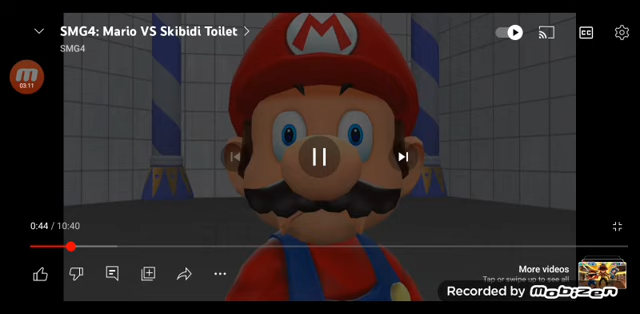 SMG4: Mario VS Skibidi Toilet
SMG4
CC
M
03:11
0:44 / 10:40
More videos
Tap or swipe up to see all
Recorded by MOBIZEN